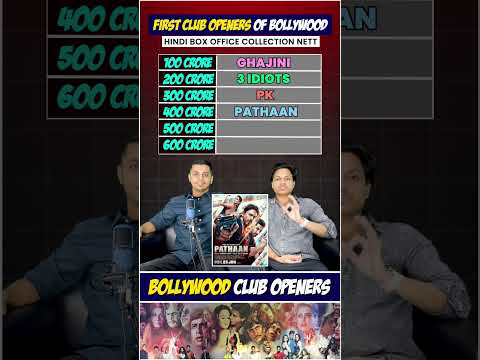 FIRST CLUB OPENERS OF BOLLYWOOD
HINDI BOX OFFICE COLLECTION NETT
100 CRORE GHAJINI
200 CRORE 3 IDIOTS
300 CRORE PK
400 CRORE PATHAAN
500 CRORE
600 CRORE
PATHAAN
BOLLYWOOD CLUB OPENERS